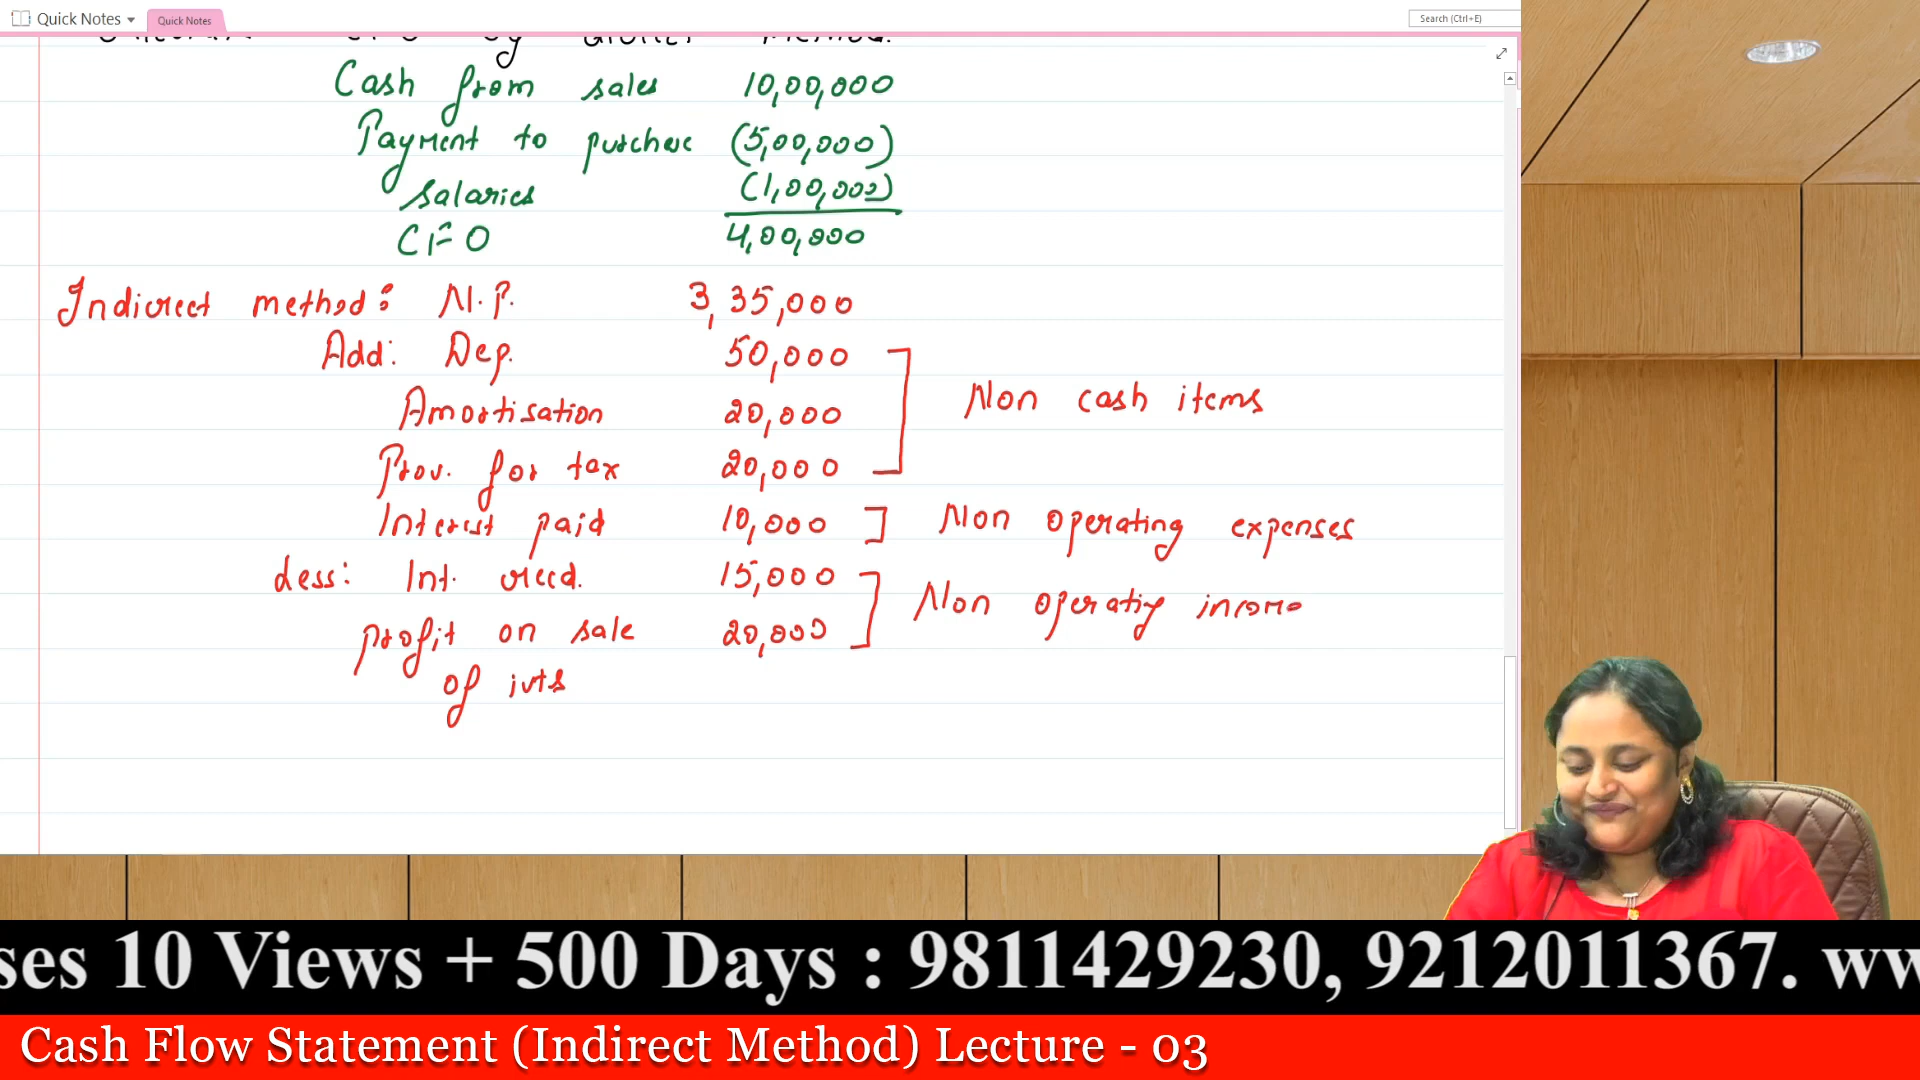 Quick Notes
Quick Notes
Search (Ctrl+E)
by direct method.
Cash from sales 10,00,000
Payment to purchase (5,00,000)
Salaries (1,00,000)
CFO 4,00,000
Indirect method: N.P. 3,35,000
Add: Dep. 50,000
Amortisation 20,000
Non cash items
Prov. for tax 20,000
Interest paid 10,000 Non operating expenses
Less: Int. recd. 15,000
Non operating income
profit on sale 20,000
of ivts
ses 10 Views + 500 Days : 9811429230, 9212011367. ww
Cash Flow Statement (Indirect Method) Lecture - 03